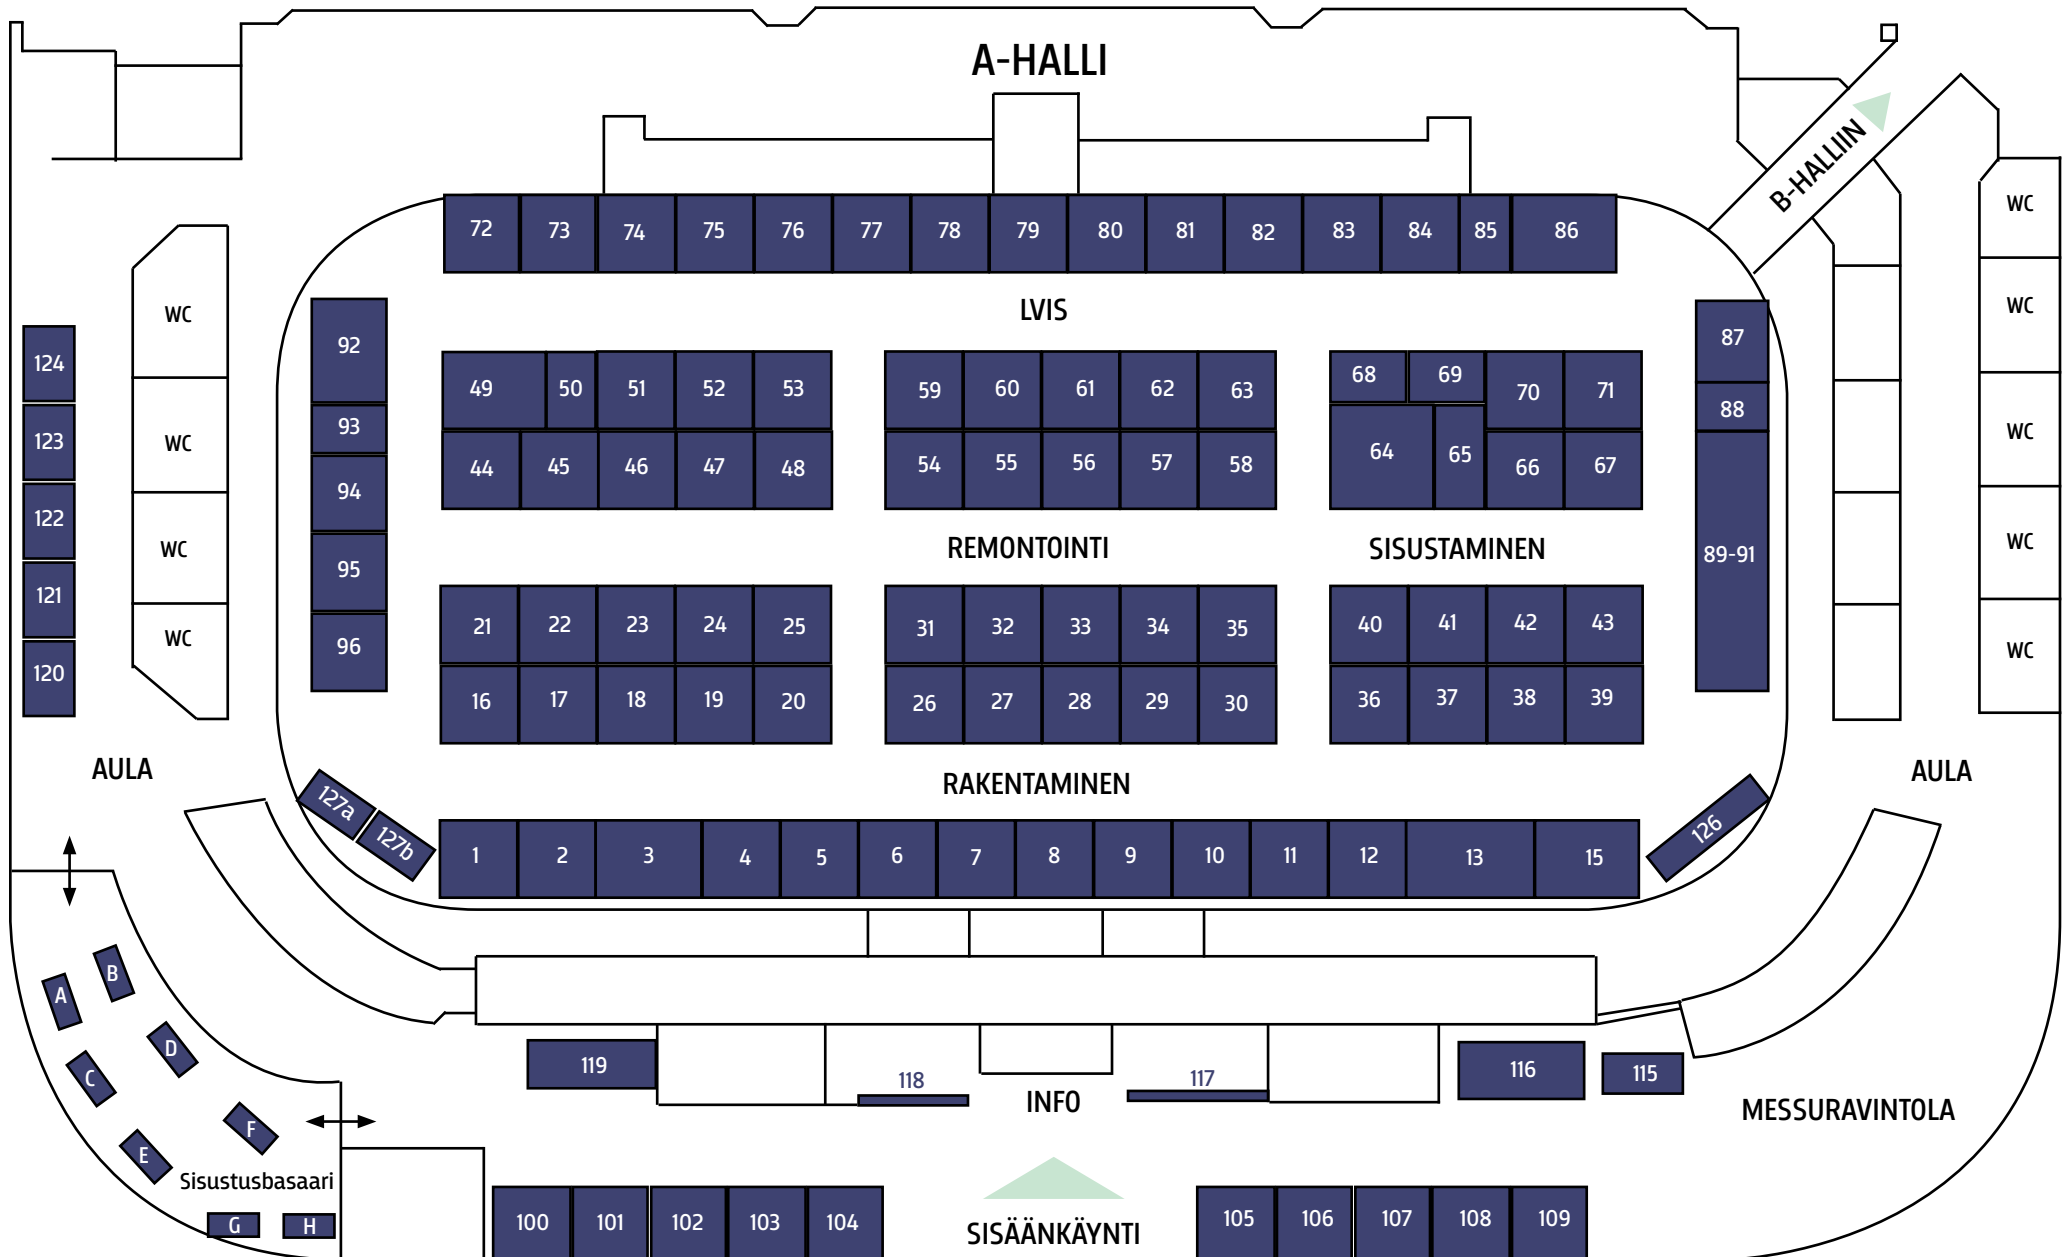 A-HALLI
B-HALLIIN
72 73 74 75 76 77 78 79 80 81 82 83 84 85 86
LVIS
WC
WC
WC
WC
WC
WC
WC
WC
WC
124
123
122
121
120
92
93
94
95
96
49 50 51 52 53
44 45 46 47 48
59 60 61 62 63
54 55 56 57 58
68 69 70 71
64 65 66 67
87
88
89-91
REMONTOINTI
SISUSTAMINEN
21 22 23 24 25
16 17 18 19 20
31 32 33 34 35
26 27 28 29 30
40 41 42 43
36 37 38 39
AULA
RAKENTAMINEN
AULA
127a
127b
1 2 3 4 5 6 7 8 9 10 11 12 13 15
126
A
B
C
D
E
F
Sisustusbasaari
G
H
119
118
INFO
117
116
115
MESSURAVINTOLA
100 101 102 103 104
SISÄÄNKÄYNTI
105 106 107 108 109